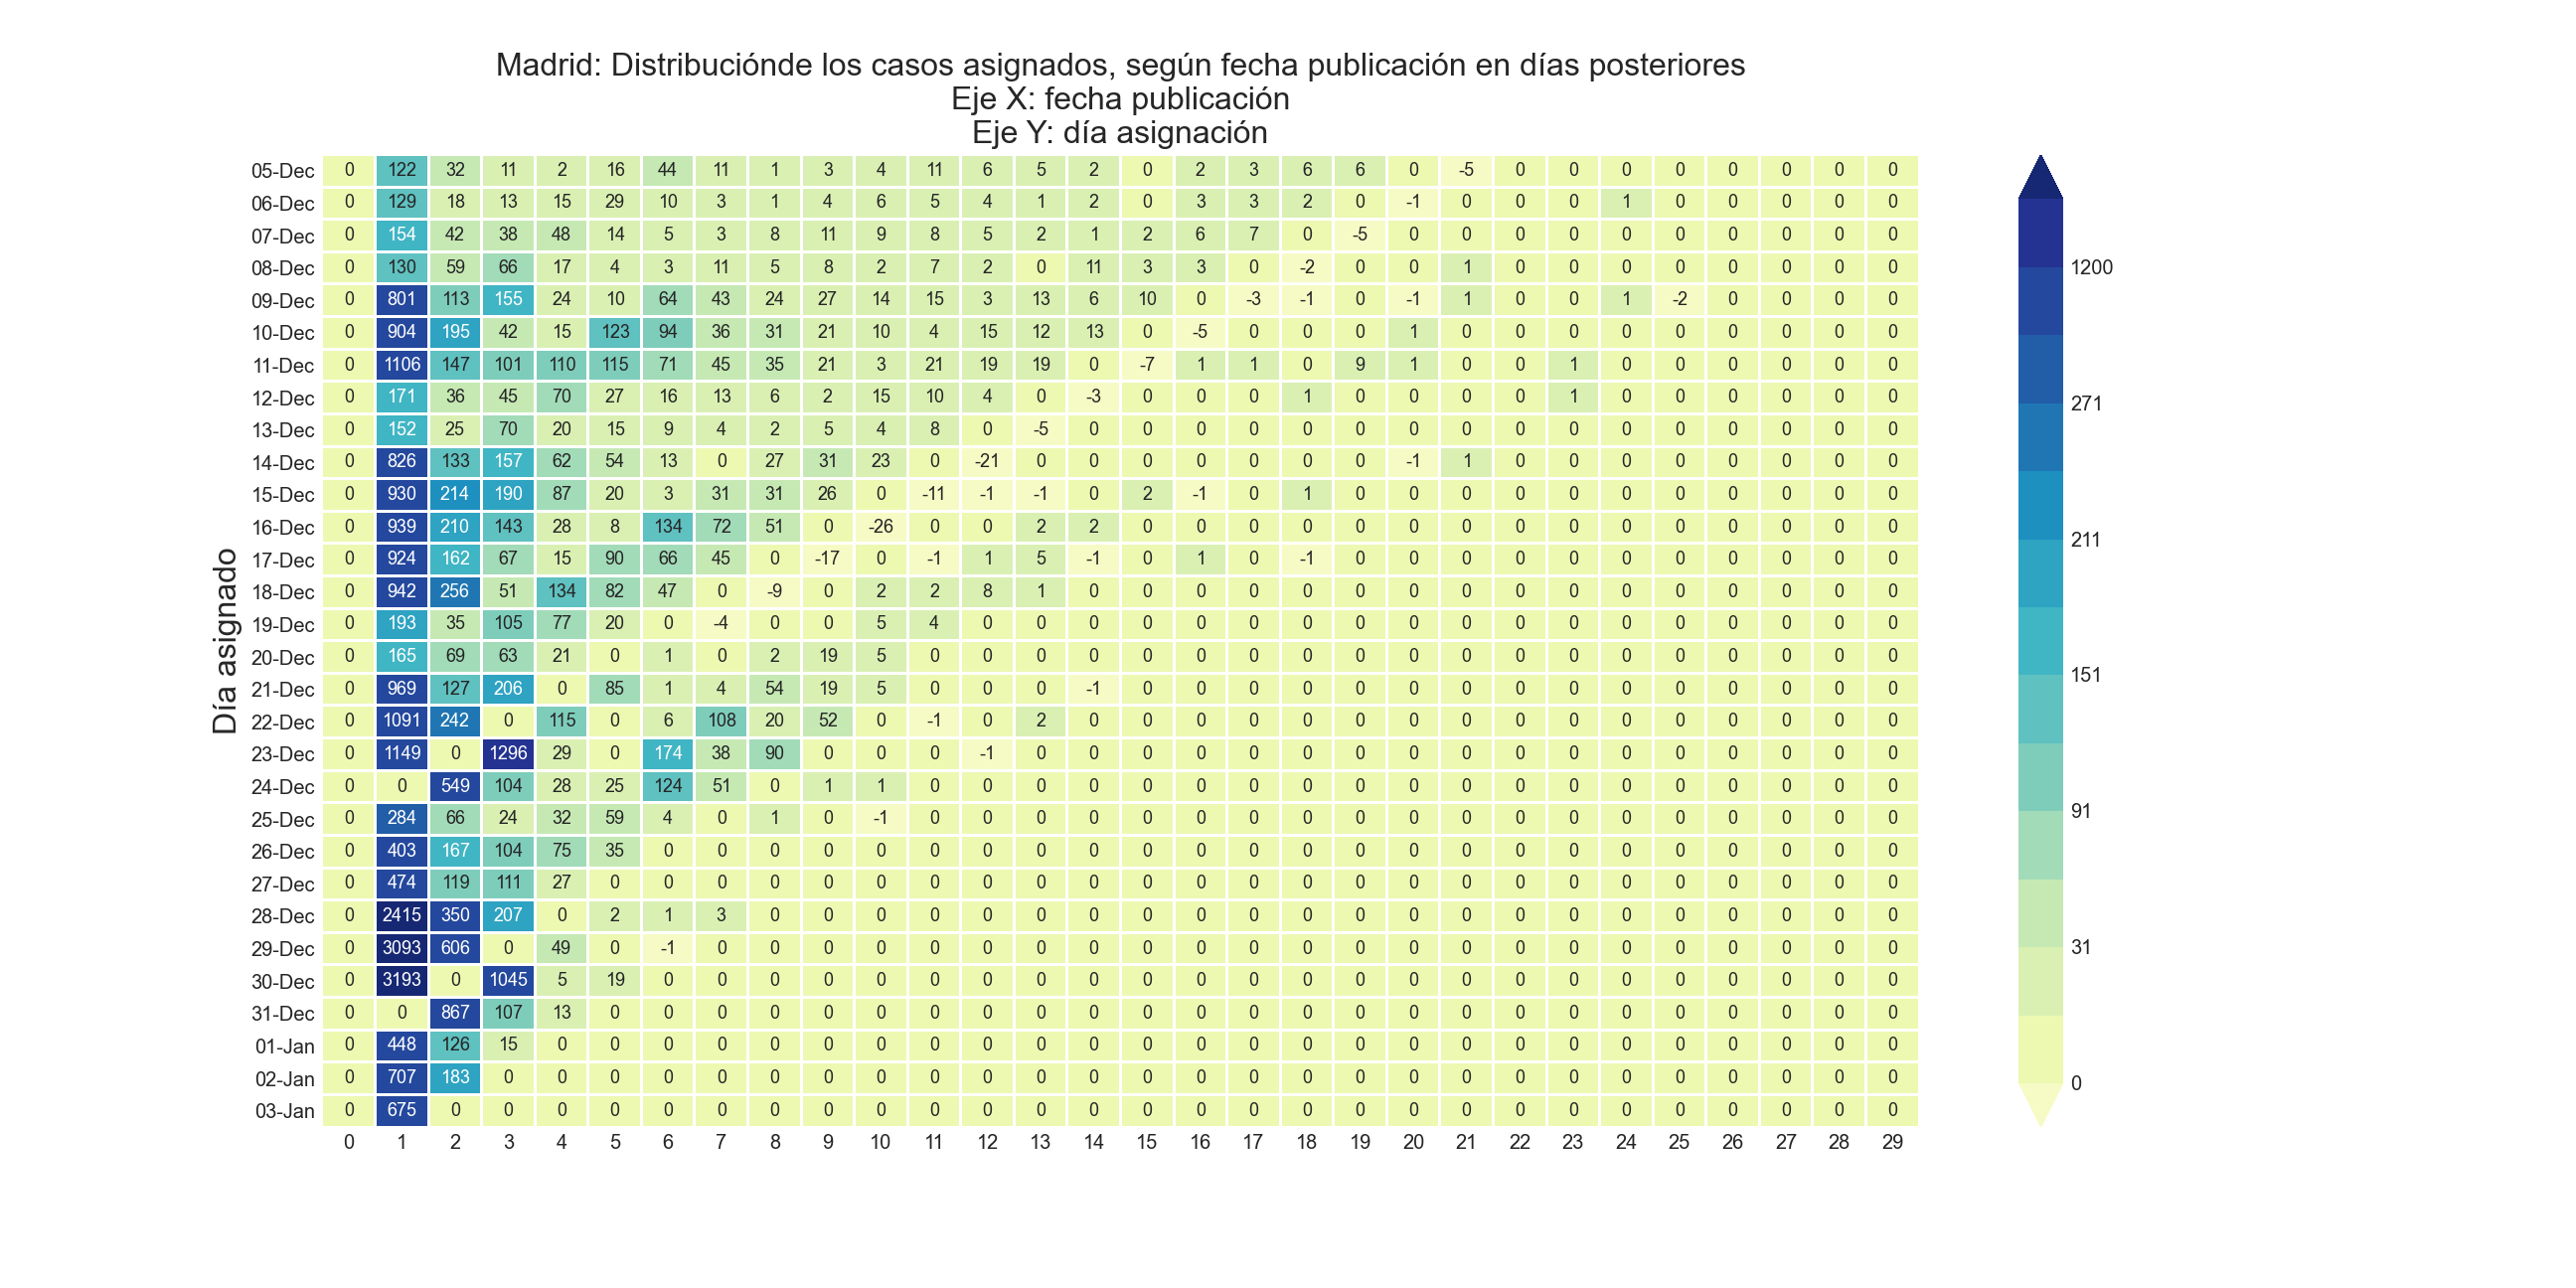 Madrid: Distribuciónde los casos asignados, según fecha publicación en días posteriores
Eje X: fecha publicación
Eje Y: día asignación
Día asignado
05-Dec 0 122 32 11 2 16 44 11 1 3 4 11 6 5 2 0 2 3 6 6 0 -5 0 0 0 0 0 0 0 0
06-Dec 0 129 18 13 15 29 10 3 1 4 6 5 4 1 2 0 3 3 2 0 -1 0 0 0 1 0 0 0 0 0
07-Dec 0 154 42 38 48 14 5 3 8 11 9 8 5 2 1 2 6 7 0 -5 0 0 0 0 0 0 0 0 0 0
08-Dec 0 130 59 66 17 4 3 11 5 8 2 7 2 0 11 3 3 0 -2 0 0 1 0 0 0 0 0 0 0 0
09-Dec 0 801 113 155 24 10 64 43 24 27 14 15 3 13 6 10 0 -3 -1 0 -1 1 0 0 1 -2 0 0 0 0
10-Dec 0 904 195 42 15 123 94 36 31 21 10 4 15 12 13 0 -5 0 0 0 1 0 0 0 0 0 0 0 0 0
11-Dec 0 1106 147 101 110 115 71 45 35 21 3 21 19 19 0 -7 1 1 0 9 1 0 0 1 0 0 0 0 0 0
12-Dec 0 171 36 45 70 27 16 13 6 2 15 10 4 0 -3 0 0 0 1 0 0 0 0 1 0 0 0 0 0 0
13-Dec 0 152 25 70 20 15 9 4 2 5 4 8 0 -5 0 0 0 0 0 0 0 0 0 0 0 0 0 0 0 0
14-Dec 0 826 133 157 62 54 13 0 27 31 23 0 -21 0 0 0 0 0 0 0 -1 1 0 0 0 0 0 0 0 0
15-Dec 0 930 214 190 87 20 3 31 31 26 0 -11 -1 -1 0 2 -1 0 1 0 0 0 0 0 0 0 0 0 0 0
16-Dec 0 939 210 143 28 8 134 72 51 0 -26 0 0 2 2 0 0 0 0 0 0 0 0 0 0 0 0 0 0 0
17-Dec 0 924 162 67 15 90 66 45 0 -17 0 -1 1 5 -1 0 1 0 -1 0 0 0 0 0 0 0 0 0 0 0
18-Dec 0 942 256 51 134 82 47 0 -9 0 2 2 8 1 0 0 0 0 0 0 0 0 0 0 0 0 0 0 0 0
19-Dec 0 193 35 105 77 20 0 -4 0 0 5 4 0 0 0 0 0 0 0 0 0 0 0 0 0 0 0 0 0 0
20-Dec 0 165 69 63 21 0 1 0 2 19 5 0 0 0 0 0 0 0 0 0 0 0 0 0 0 0 0 0 0 0
21-Dec 0 969 127 206 0 85 1 4 54 19 5 0 0 0 -1 0 0 0 0 0 0 0 0 0 0 0 0 0 0 0
22-Dec 0 1091 242 0 115 0 6 108 20 52 0 -1 0 2 0 0 0 0 0 0 0 0 0 0 0 0 0 0 0 0
23-Dec 0 1149 0 1296 29 0 174 38 90 0 0 0 -1 0 0 0 0 0 0 0 0 0 0 0 0 0 0 0 0 0
24-Dec 0 0 549 104 28 25 124 51 0 1 1 0 0 0 0 0 0 0 0 0 0 0 0 0 0 0 0 0 0 0
25-Dec 0 284 66 24 32 59 4 0 1 0 -1 0 0 0 0 0 0 0 0 0 0 0 0 0 0 0 0 0 0 0
26-Dec 0 403 167 104 75 35 0 0 0 0 0 0 0 0 0 0 0 0 0 0 0 0 0 0 0 0 0 0 0 0
27-Dec 0 474 119 111 27 0 0 0 0 0 0 0 0 0 0 0 0 0 0 0 0 0 0 0 0 0 0 0 0 0
28-Dec 0 2415 350 207 0 2 1 3 0 0 0 0 0 0 0 0 0 0 0 0 0 0 0 0 0 0 0 0 0 0
29-Dec 0 3093 606 0 49 0 -1 0 0 0 0 0 0 0 0 0 0 0 0 0 0 0 0 0 0 0 0 0 0 0
30-Dec 0 3193 0 1045 5 19 0 0 0 0 0 0 0 0 0 0 0 0 0 0 0 0 0 0 0 0 0 0 0 0
31-Dec 0 0 867 107 13 0 0 0 0 0 0 0 0 0 0 0 0 0 0 0 0 0 0 0 0 0 0 0 0 0
01-Jan 0 448 126 15 0 0 0 0 0 0 0 0 0 0 0 0 0 0 0 0 0 0 0 0 0 0 0 0 0 0
02-Jan 0 707 183 0 0 0 0 0 0 0 0 0 0 0 0 0 0 0 0 0 0 0 0 0 0 0 0 0 0 0
03-Jan 0 675 0 0 0 0 0 0 0 0 0 0 0 0 0 0 0 0 0 0 0 0 0 0 0 0 0 0 0 0
0 1 2 3 4 5 6 7 8 9 10 11 12 13 14 15 16 17 18 19 20 21 22 23 24 25 26 27 28 29
1200
271
211
151
91
31
0